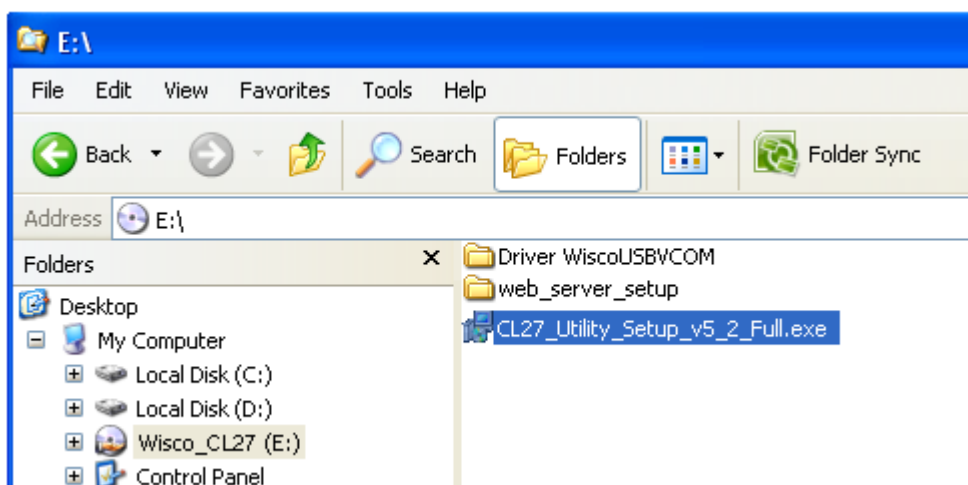 E:\
File Edit View Favorites Tools Help
Back Search Folders Folder Sync
Address E:\
Folders
Desktop
My Computer
Local Disk (C:)
Local Disk (D:)
Wisco_CL27 (E:)
Control Panel
Driver WiscoUSBVCOM
web_server_setup
CL27_Utility_Setup_v5_2_Full.exe